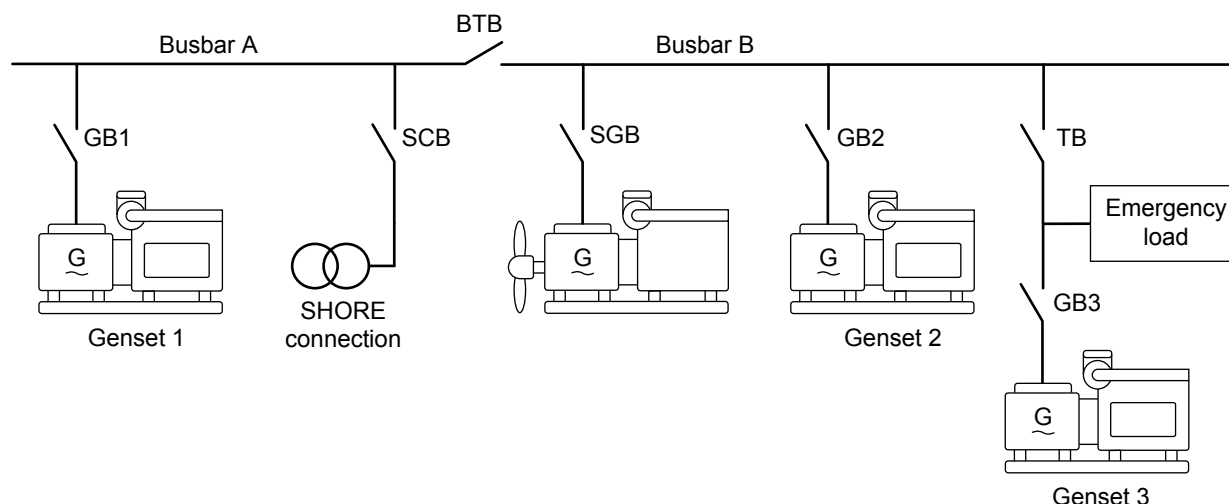 BTB
Busbar A
Busbar B
GB1
SCB
SGB
GB2
TB
Emergency
load
G
G
G
SHORE
connection
Genset 1
Genset 2
GB3
G
Genset 3